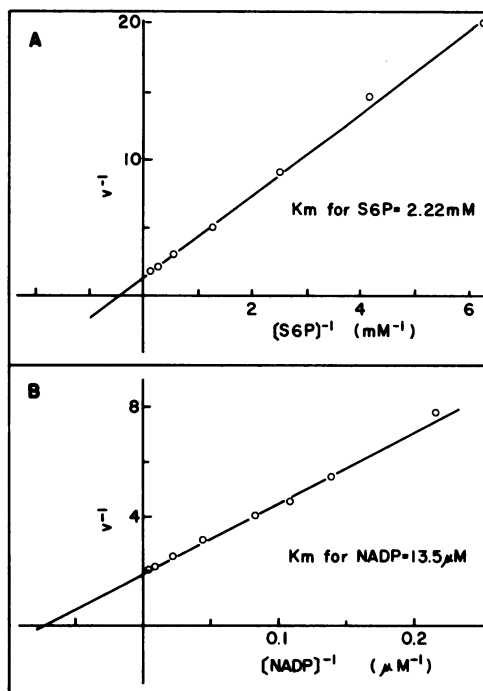 A
20
10
v⁻¹
Km for S6P= 2.22mM
0 2 4 6
[S6P]⁻¹ (mM⁻¹)
B
8
4
v⁻¹
Km for NADP=13.5μM
0.1 0.2
[NADP]⁻¹ (μM⁻¹)